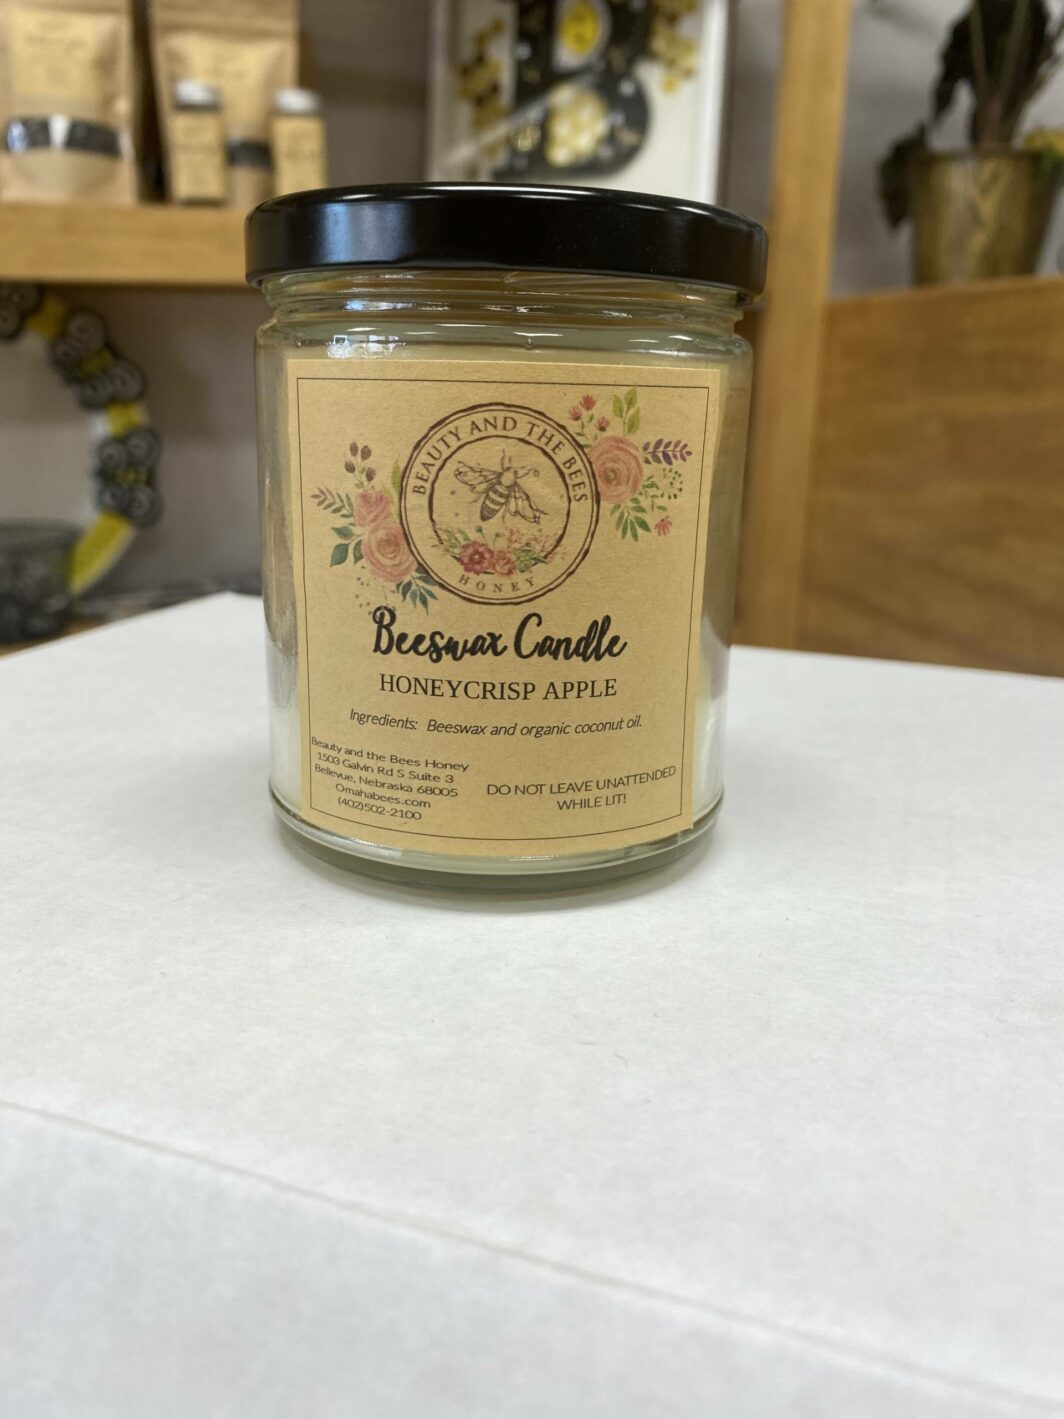 BEAUTY AND THE BEES
HONEY
Beeswax Candle
HONEYCRISP APPLE
Ingredients: Beeswax and organic coconut oil.
Beauty and the Bees Honey
1503 Galvin Rd S Suite 3
Bellevue, Nebraska 68005
Omahabees.com
(402)502-2100
DO NOT LEAVE UNATTENDED
WHILE LIT!